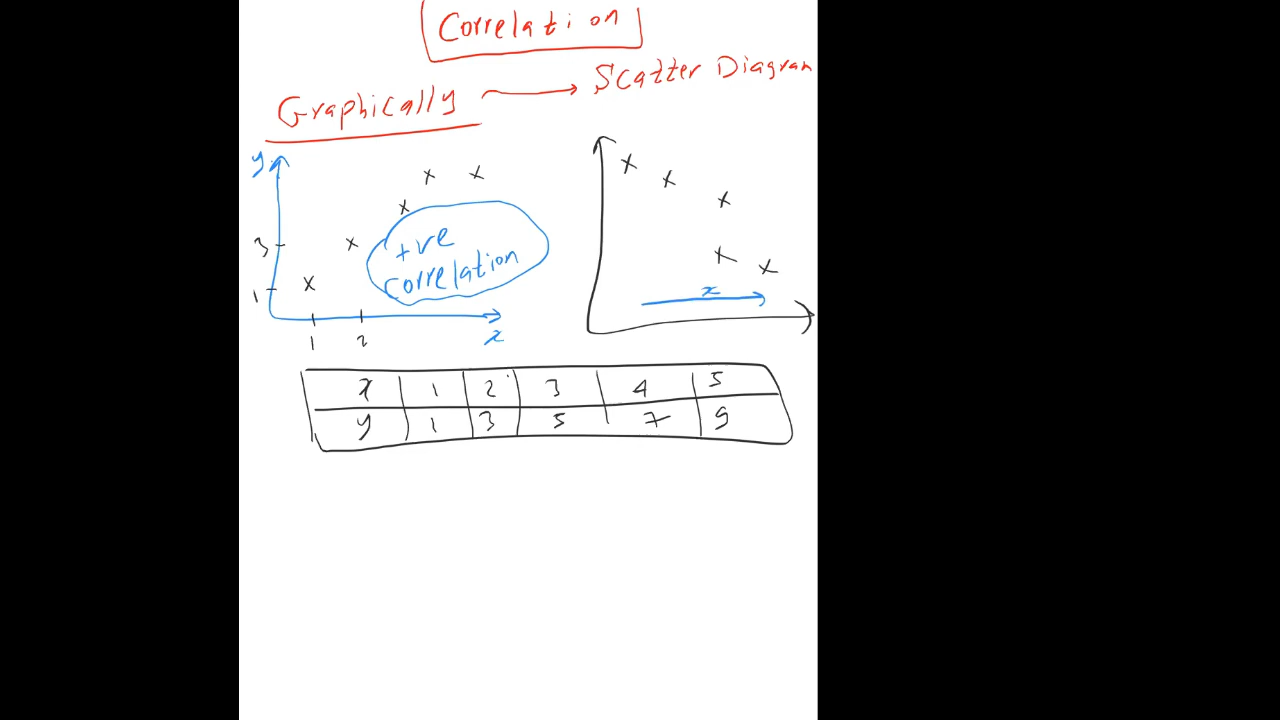 Correlation
Graphically → Scatter Diagram
y
3
1
1 2 x
+ve
correlation
x
x 1 2 3 4 5
y 1 3 5 7 9